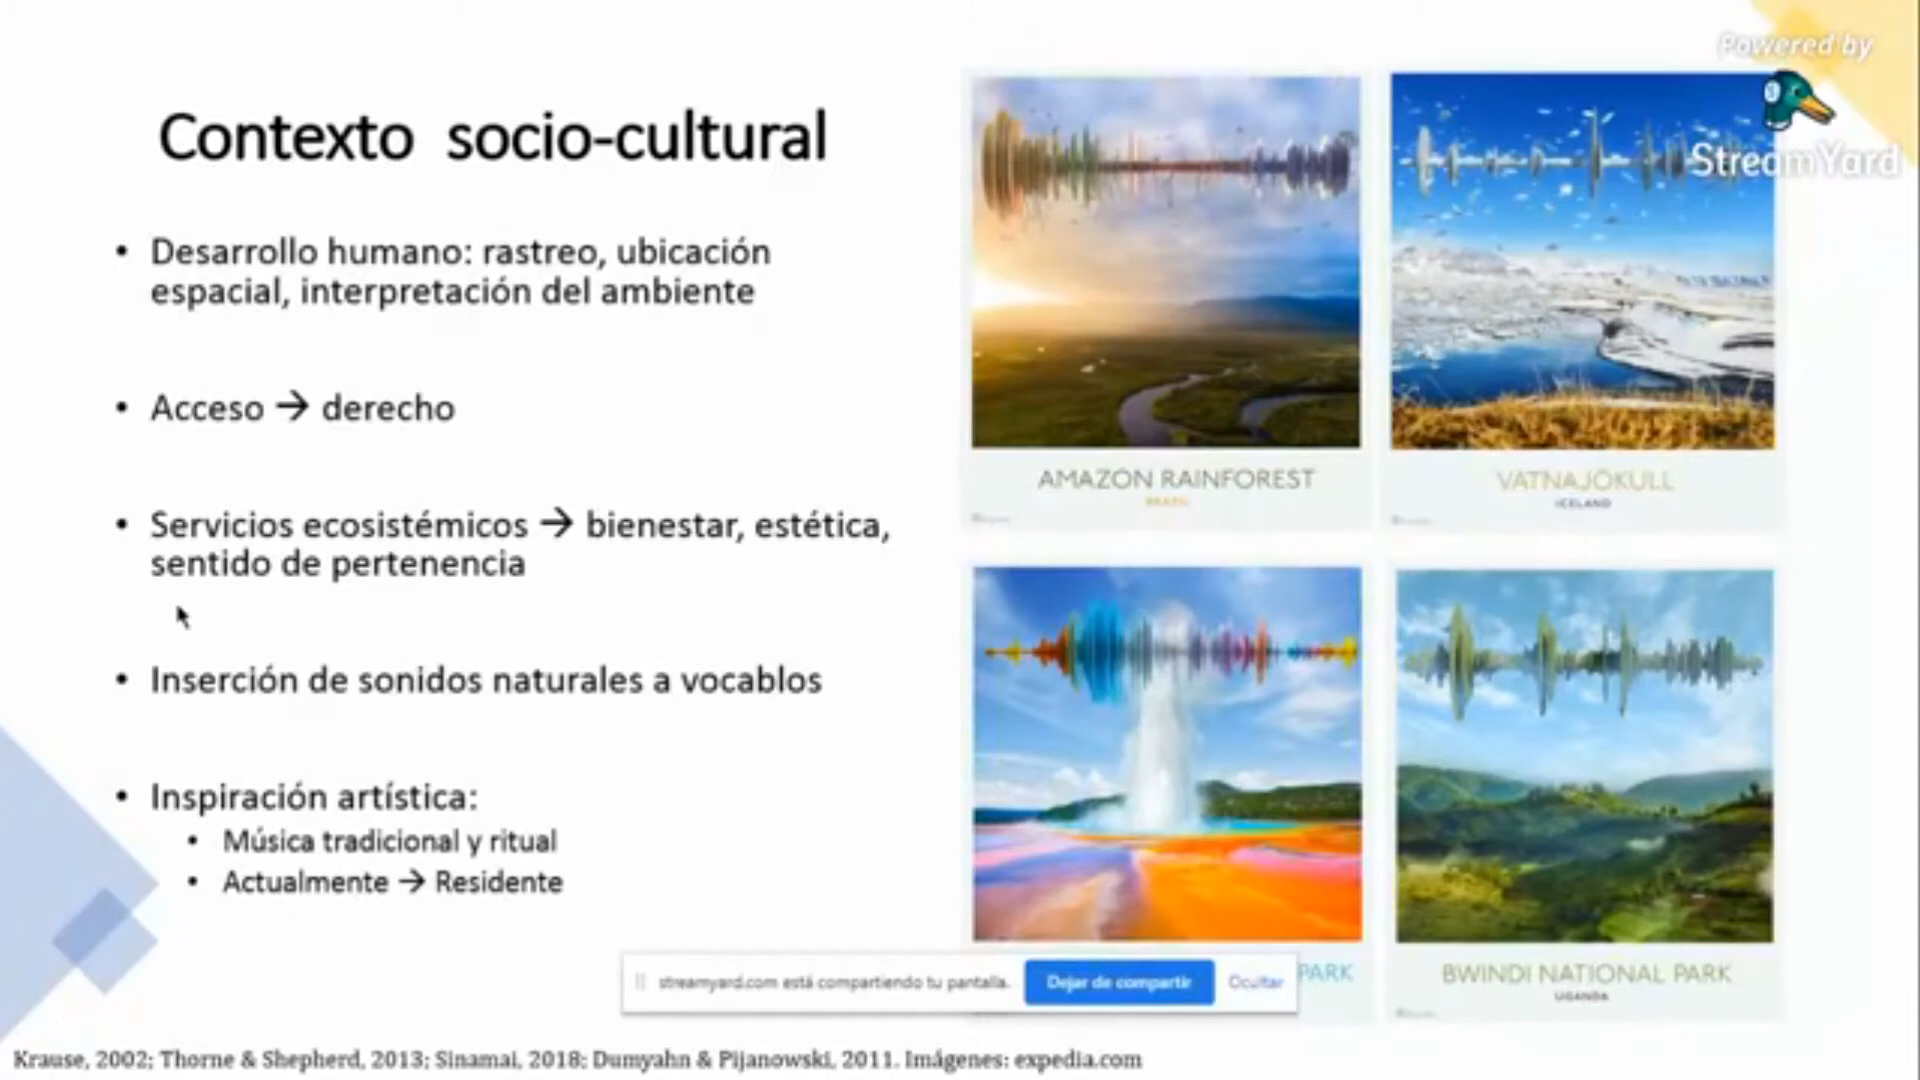 Powered by
StreamYard
Contexto socio-cultural
• Desarrollo humano: rastreo, ubicación
espacial, interpretación del ambiente
• Acceso → derecho
• Servicios ecosistémicos → bienestar, estética,
sentido de pertenencia
• Inserción de sonidos naturales a vocablos
• Inspiración artística:
• Música tradicional y ritual
• Actualmente → Residente
AMAZON RAINFOREST
BRAZIL
VATNAJÖKULL
ICELAND
PARK
BWINDI NATIONAL PARK
UGANDA
streamyard.com está compartiendo tu pantalla.
Dejar de compartir
Ocultar
Krause, 2002; Thorne & Shepherd, 2013; Sinamai, 2018; Dumyahn & Pijanowski, 2011. Imágenes: expedia.com